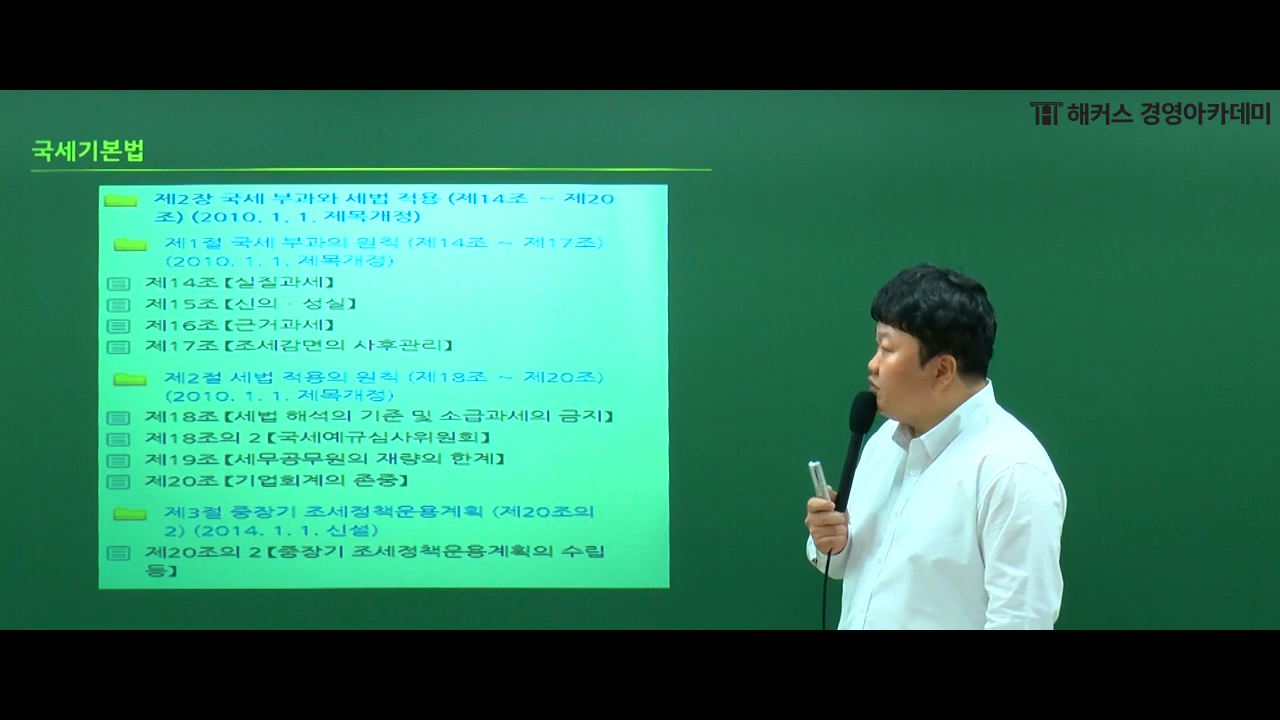 해커스 경영아카데미
국세기본법
제2장 국세 부과와 세법 적용 (제14조 ~ 제20
조) (2010. 1. 1. 제목개정)
제1절 국세 부과의 원칙 (제14조 ~ 제17조)
(2010. 1. 1. 제목개정)
제14조【실질과세】
제15조【신의ㆍ성실】
제16조【근거과세】
제17조【조세감면의 사후관리】
제2절 세법 적용의 원칙 (제18조 ~ 제20조)
(2010. 1. 1. 제목개정)
제18조【세법 해석의 기준 및 소급과세의 금지】
제18조의 2【국세예규심사위원회】
제19조【세무공무원의 재량의 한계】
제20조【기업회계의 존중】
제3절 중장기 조세정책운용계획 (제20조의
2) (2014. 1. 1. 신설)
제20조의 2【중장기 조세정책운용계획의 수립
등】